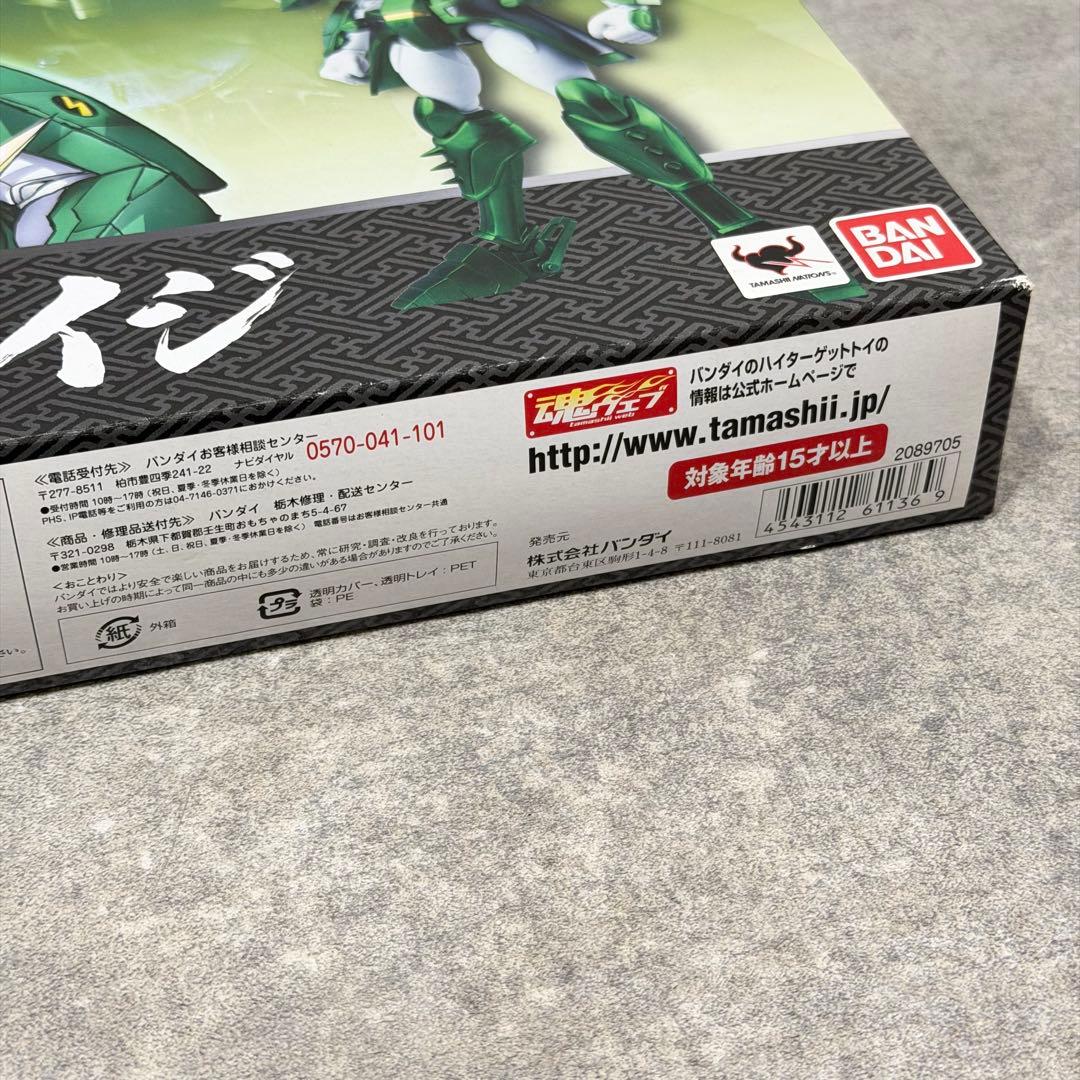 イジ
TAMASHII NATIONS™
BAN
DAI
魂ウェブ
tamashii web
バンダイのハイターゲットトイの
情報は公式ホームページで
http://www.tamashii.jp/
対象年齢15才以上
2089705
4543112 61136 9
発売元
株式会社バンダイ
東京都台東区駒形1-4-8 〒111-8081
≪電話受付先≫ バンダイお客様相談センター
〒277-8511 柏市豊四季241-22 ナビダイヤル 0570-041-101
●受付時間 10時〜17時(祝日、夏季・冬季休業日を除く)
PHS、IP電話等をご利用の方は04-7146-0371におかけください。
≪商品・修理品送付先≫ バンダイ 栃木修理・配送センター
〒321-0298 栃木県下都賀郡壬生町おもちゃのまち5-4-67
●営業時間 10時〜17時(土、日、祝日、夏季・冬季休業日を除く) 電話番号はお客様相談センター共通
<おことわり>
バンダイではより安全で楽しい商品をお届けするため、常に研究・調査・改良を行っております。
お買い上げの時期によって同一商品の中にも多少の違いがある場合がありますのでご了承ください。
紙 外箱
プラ 透明カバー、透明トレイ：PET
袋：PE
さい。